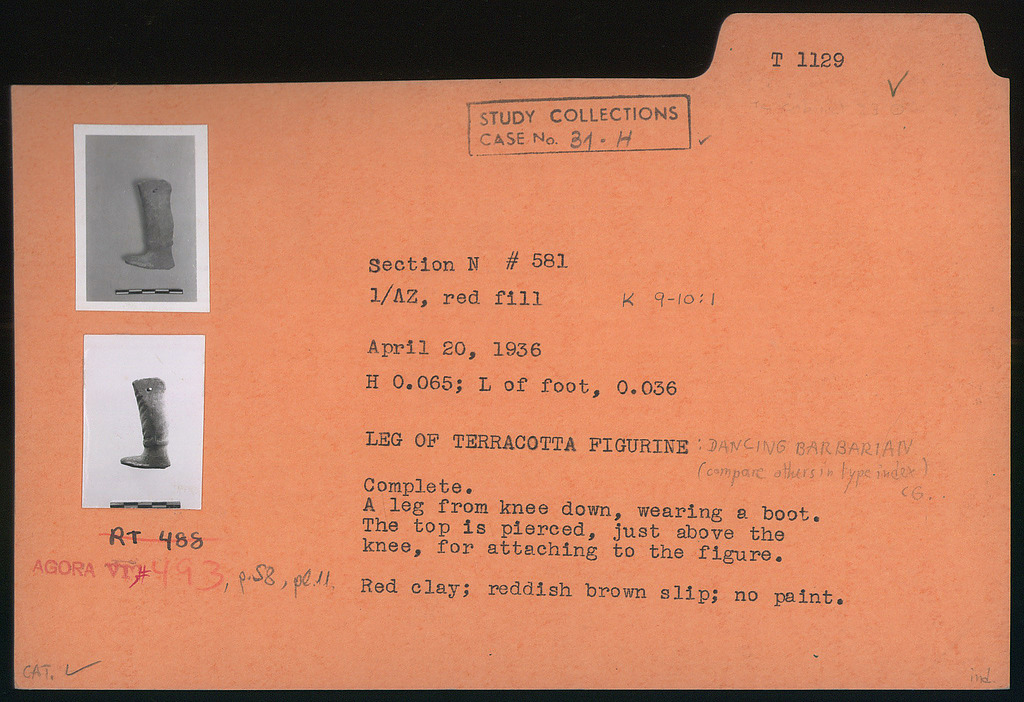 T 1129
STUDY COLLECTIONS
CASE No. 31 - H
Section N # 581
1/ΛZ, red fill K 9-10:1
April 20, 1936
H 0.065; L of foot, 0.036
LEG OF TERRACOTTA FIGURINE : DANCING BARBARIAN
(compare others in type index)
CG.
Complete.
A leg from knee down, wearing a boot.
The top is pierced, just above the
knee, for attaching to the figure.
Red clay; reddish brown slip; no paint.
RT 488
AGORA VI # 493, p. 58, pl. 11
CAT.
ind.